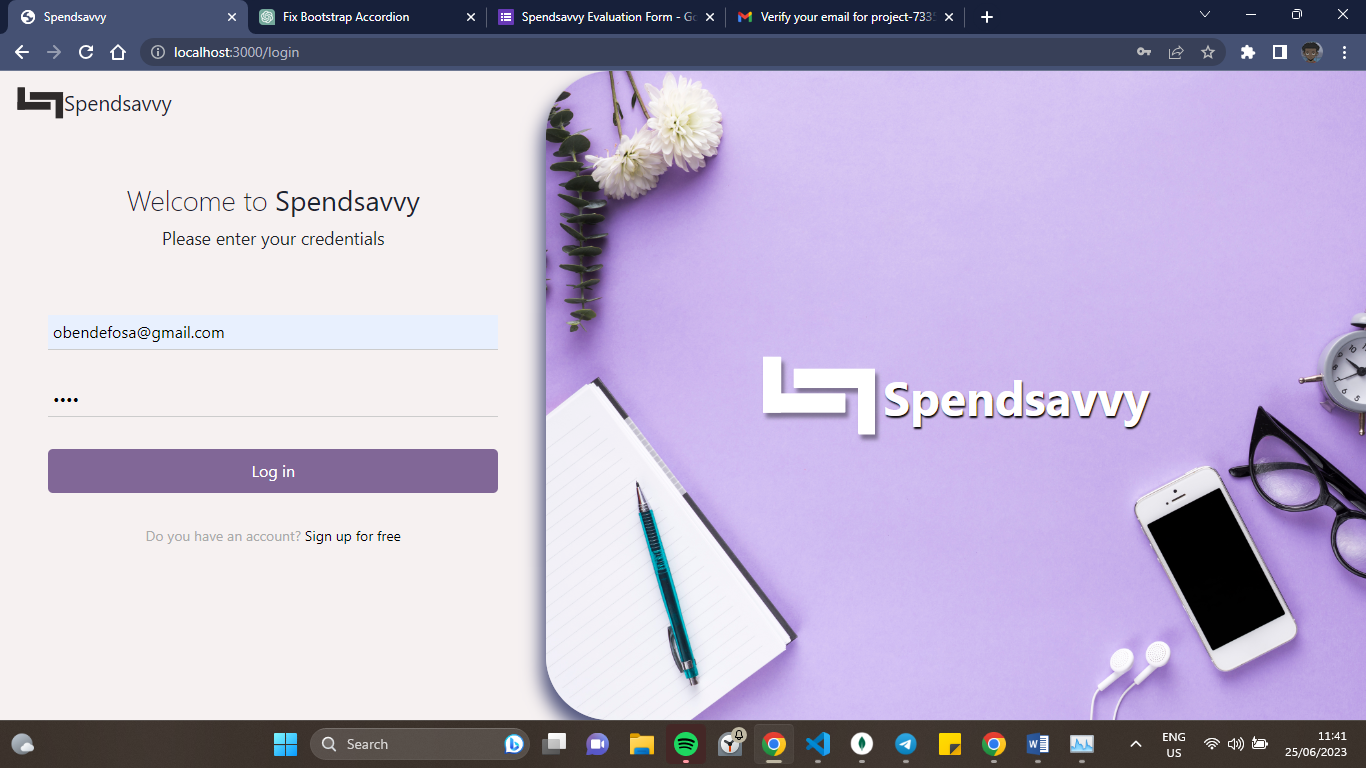 Spendsavvy
Fix Bootstrap Accordion
Spendsavvy Evaluation Form - Go
Verify your email for project-733
localhost:3000/login
Spendsavvy
Welcome to Spendsavvy
Please enter your credentials
obendefosa@gmail.com
••••
Log in
Do you have an account? Sign up for free
Spendsavvy
Search
ENG
US
11:41
25/06/2023